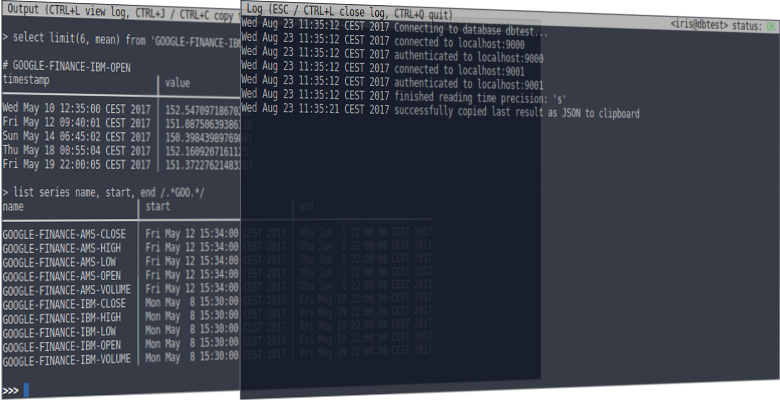 Output (CTRL+L view log, CTRL+J / CTRL+C copy
> select limit(6, mean) from 'GOOGLE-FINANCE-IBM
# GOOGLE-FINANCE-IBM-OPEN
timestamp value
Wed May 10 12:35:00 CEST 2017 152.547097186702
Fri May 12 09:40:01 CEST 2017 151.08750639386116
Sun May 14 06:45:02 CEST 2017
Thu May 18 00:55:04 CEST 2017 152.1609207161125
Fri May 19 22:00:05 CEST 2017
> list series name, start, end /.*GOO.*/
name start end
GOOGLE-FINANCE-AMS-CLOSE Fri May 12 15:34:00 CEST 2017 Thu Jun 1 22:00:00 CEST 2017
GOOGLE-FINANCE-AMS-HIGH Fri May 12 15:34:00 CEST 2017 Thu Jun 1 22:00:00 CEST 2017
GOOGLE-FINANCE-AMS-LOW Fri May 12 15:34:00 CEST 2017 Thu Jun 1 22:00:00 CEST 2017
GOOGLE-FINANCE-AMS-OPEN Fri May 12 15:34:00 CEST 2017 Thu Jun 1 22:00:00 CEST 2017
GOOGLE-FINANCE-AMS-VOLUME Fri May 12 15:34:00 CEST 2017 Thu Jun 1 22:00:00 CEST 2017
GOOGLE-FINANCE-IBM-CLOSE Mon May 8 15:30:00 CEST 2017 Fri May 19 22:00:00 CEST 2017
GOOGLE-FINANCE-IBM-HIGH Mon May 8 15:30:00 CEST 2017 Fri May 19 22:00:00 CEST 2017
GOOGLE-FINANCE-IBM-LOW Mon May 8 15:30:00 CEST 2017 Fri May 19 22:00:00 CEST 2017
GOOGLE-FINANCE-IBM-OPEN Mon May 8 15:30:00 CEST 2017 Fri May 19 22:00:00 CEST 2017
GOOGLE-FINANCE-IBM-VOLUME Mon May 8 15:30:00 CEST 2017 Fri May 19 22:00:00 CEST 2017
>>>
Log (ESC / CTRL+L close log, CTRL+Q quit) <iris@dbtest> status: OK
Wed Aug 23 11:35:12 CEST 2017 Connecting to database dbtest...
Wed Aug 23 11:35:12 CEST 2017 connected to localhost:9000
Wed Aug 23 11:35:12 CEST 2017 authenticated to localhost:9000
Wed Aug 23 11:35:12 CEST 2017 connected to localhost:9001
Wed Aug 23 11:35:12 CEST 2017 authenticated to localhost:9001
Wed Aug 23 11:35:12 CEST 2017 finished reading time precision: 's'
Wed Aug 23 11:35:21 CEST 2017 successfully copied last result as JSON to clipboard